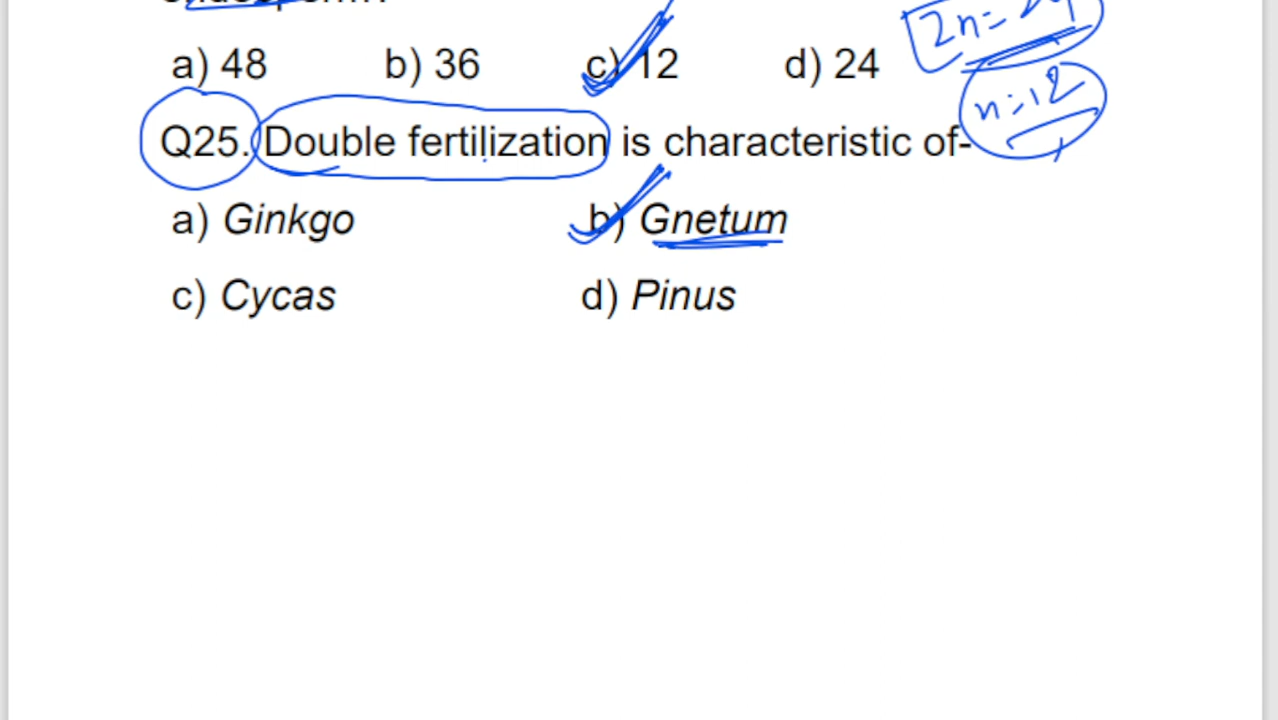 a) 48 b) 36 c) 12 d) 24 2n=24
n=12
Q25. Double fertilization is characteristic of-
a) Ginkgo b) Gnetum
c) Cycas d) Pinus